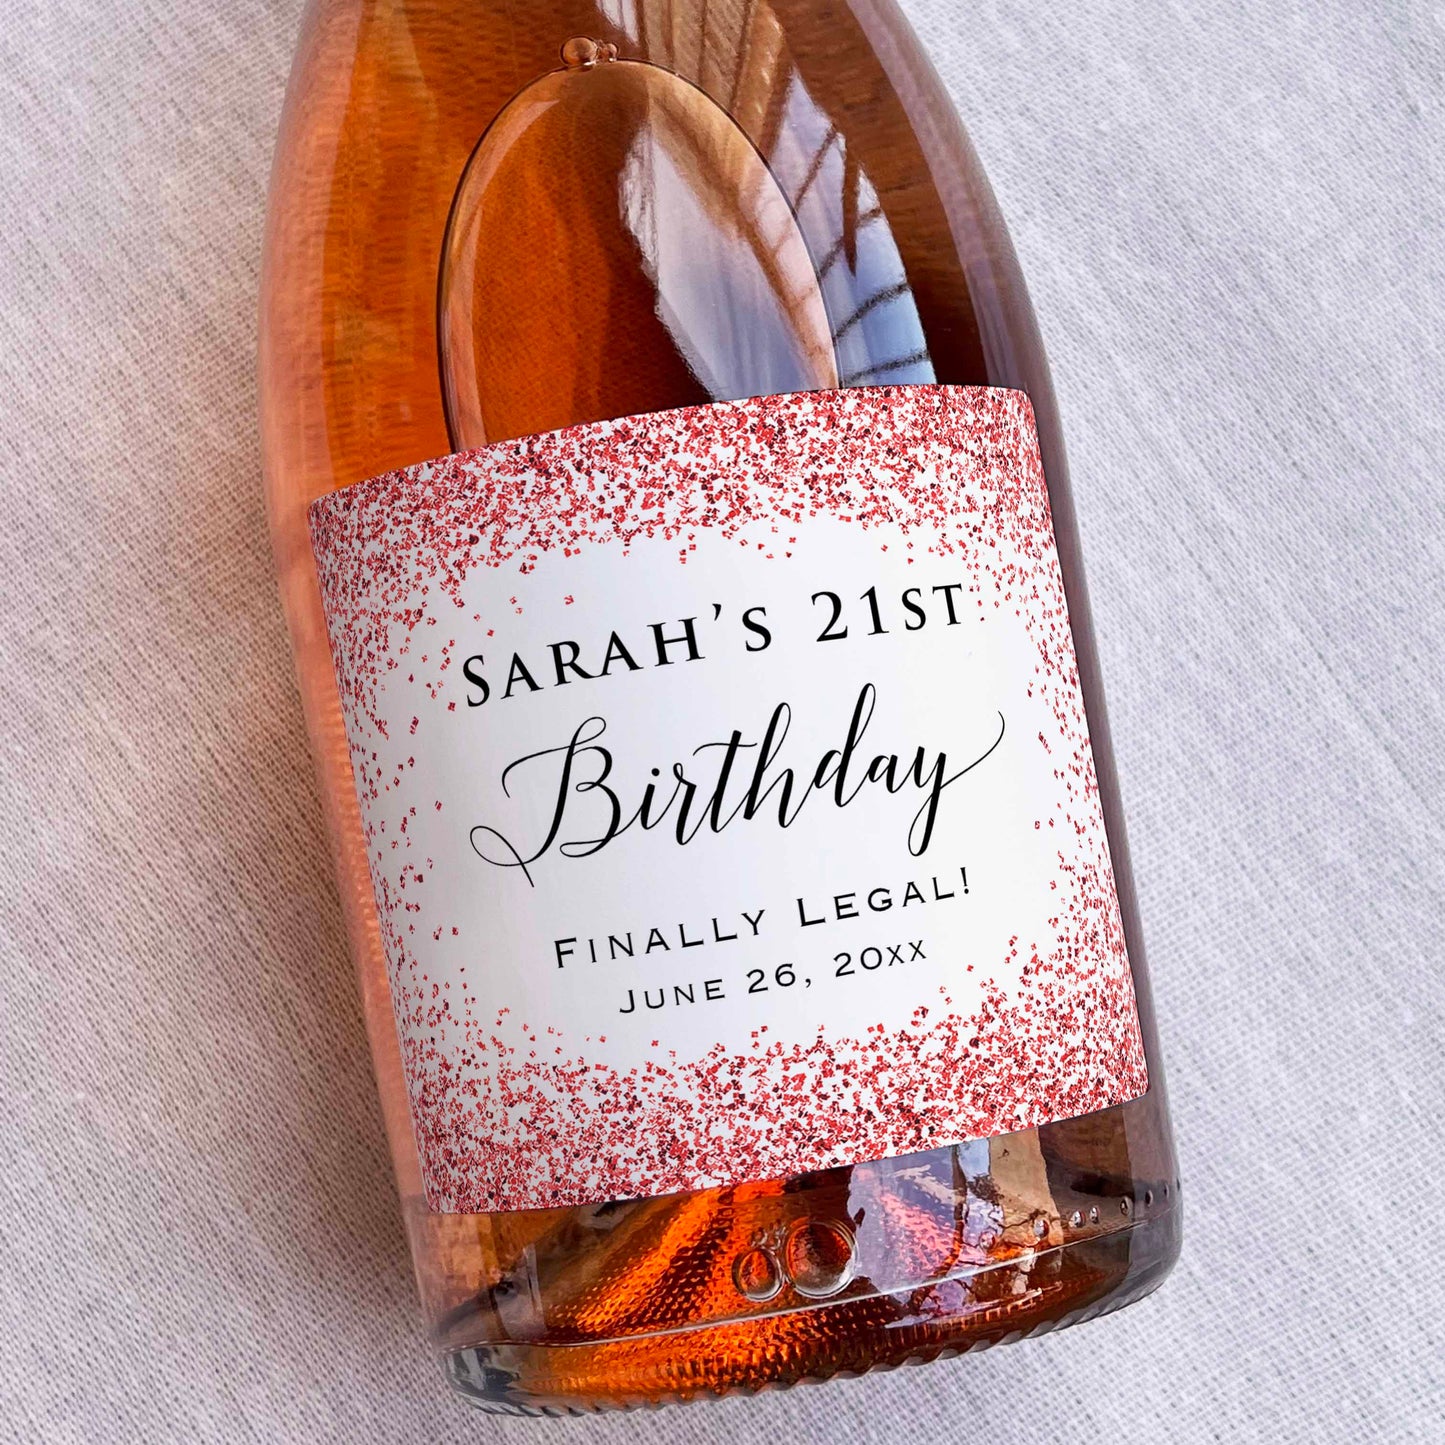 SARAH'S 21ST
Birthday
FINALLY LEGAL!
JUNE 26, 20XX